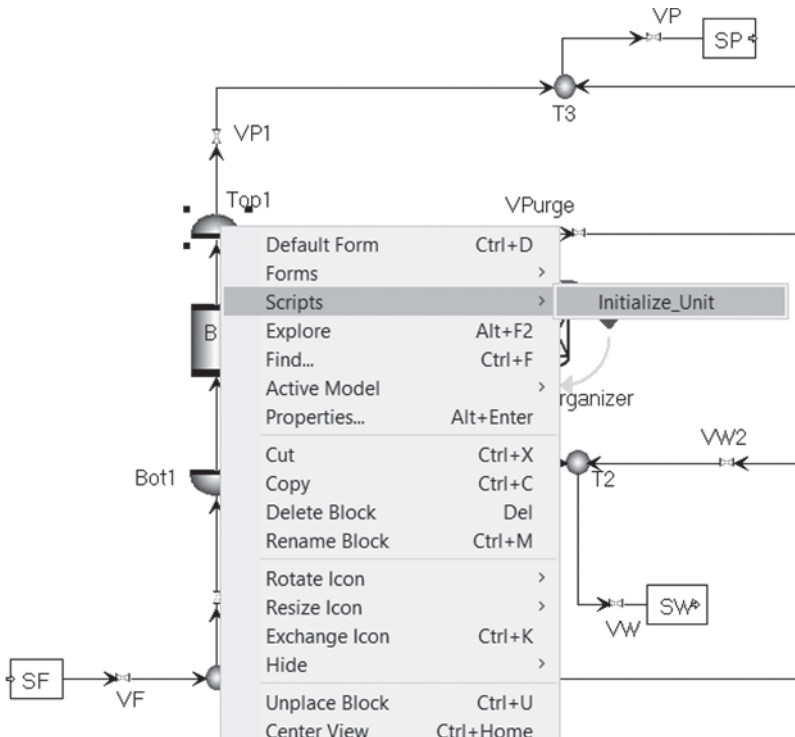 VP
SP
T3
VP1
Top1
VPurge
Default Form Ctrl+D
Forms
Scripts
Initialize_Unit
Explore Alt+F2
B
Find... Ctrl+F
Active Model
rganizer
Properties... Alt+Enter
VW2
Cut Ctrl+X
Bot1
Copy Ctrl+C
T2
Delete Block Del
Rename Block Ctrl+M
Rotate Icon
Resize Icon
SW
VW
Exchange Icon Ctrl+K
Hide
SF
VF
Unplace Block Ctrl+U
Center View Ctrl+Home